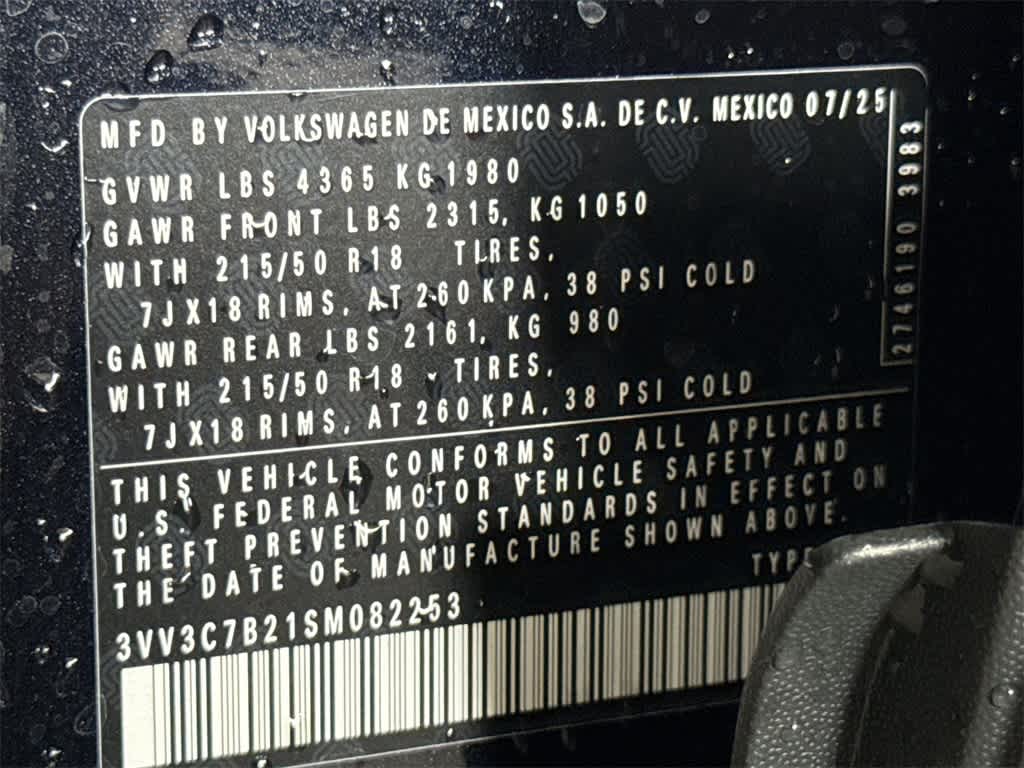 MFD BY VOLKSWAGEN DE MEXICO S.A. DE C.V. MEXICO 07/25
GVWR LBS 4365 KG 1980
GAWR FRONT LBS 2315, KG 1050
WITH 215/50 R18 TIRES,
7JX18 RIMS, AT 260 KPA, 38 PSI COLD
GAWR REAR LBS 2161, KG 980
WITH 215/50 R18 TIRES,
7JX18 RIMS, AT 260 KPA, 38 PSI COLD
THIS VEHICLE CONFORMS TO ALL APPLICABLE
U.S. FEDERAL MOTOR VEHICLE SAFETY AND
THEFT PREVENTION STANDARDS IN EFFECT ON
THE DATE OF MANUFACTURE SHOWN ABOVE.
TYPE
3VV3C7B21SM082253
2746190 3983